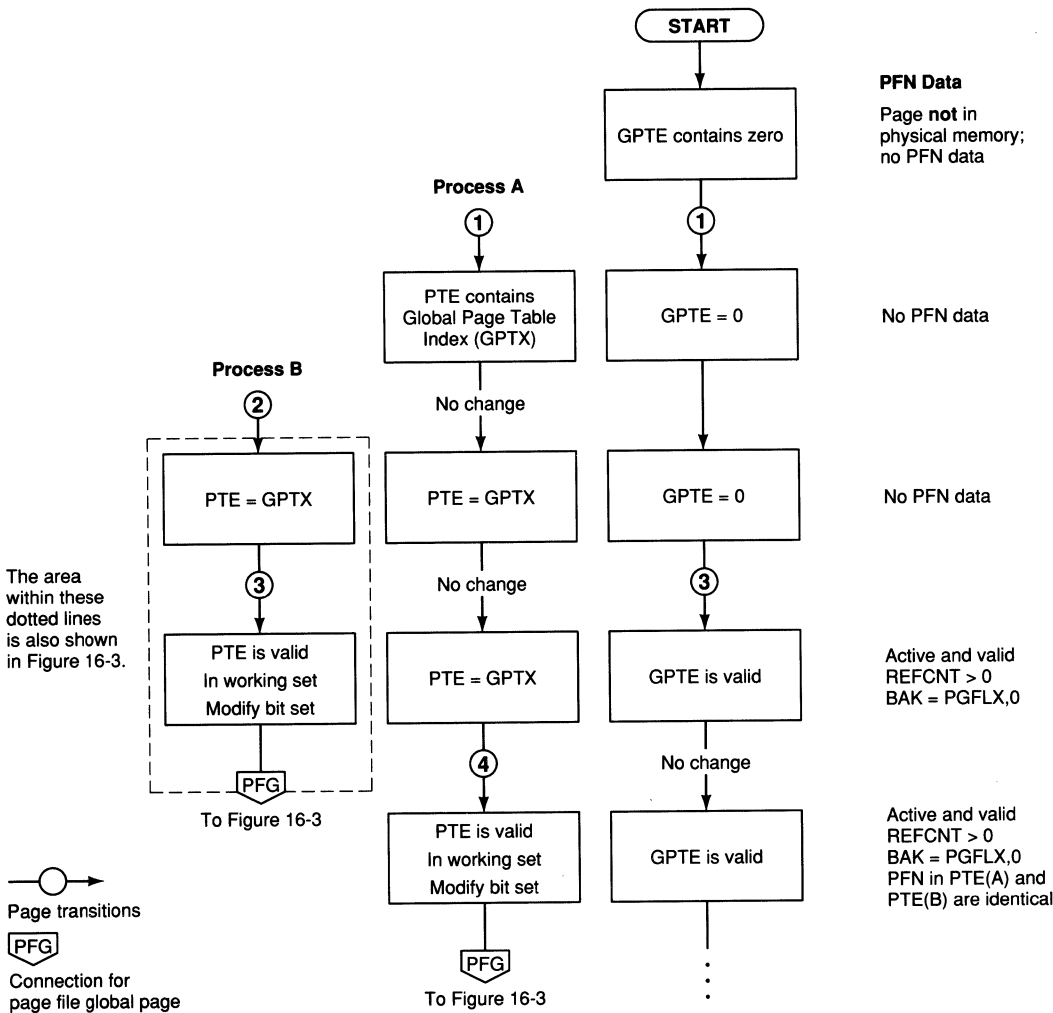 START
PFN Data
GPTE contains zero
Page not in
physical memory;
no PFN data
Process A
1
1
PTE contains
Global Page Table
Index (GPTX)
GPTE = 0
No PFN data
Process B
2
No change
PTE = GPTX
PTE = GPTX
GPTE = 0
No PFN data
The area
within these
dotted lines
is also shown
in Figure 16-3.
3
No change
3
PTE is valid
In working set
Modify bit set
PTE = GPTX
GPTE is valid
Active and valid
REFCNT > 0
BAK = PGFLX,0
PFG
To Figure 16-3
4
No change
PTE is valid
In working set
Modify bit set
GPTE is valid
Active and valid
REFCNT > 0
BAK = PGFLX,0
PFN in PTE(A) and
PTE(B) are identical
Page transitions
PFG
Connection for
page file global page
PFG
To Figure 16-3